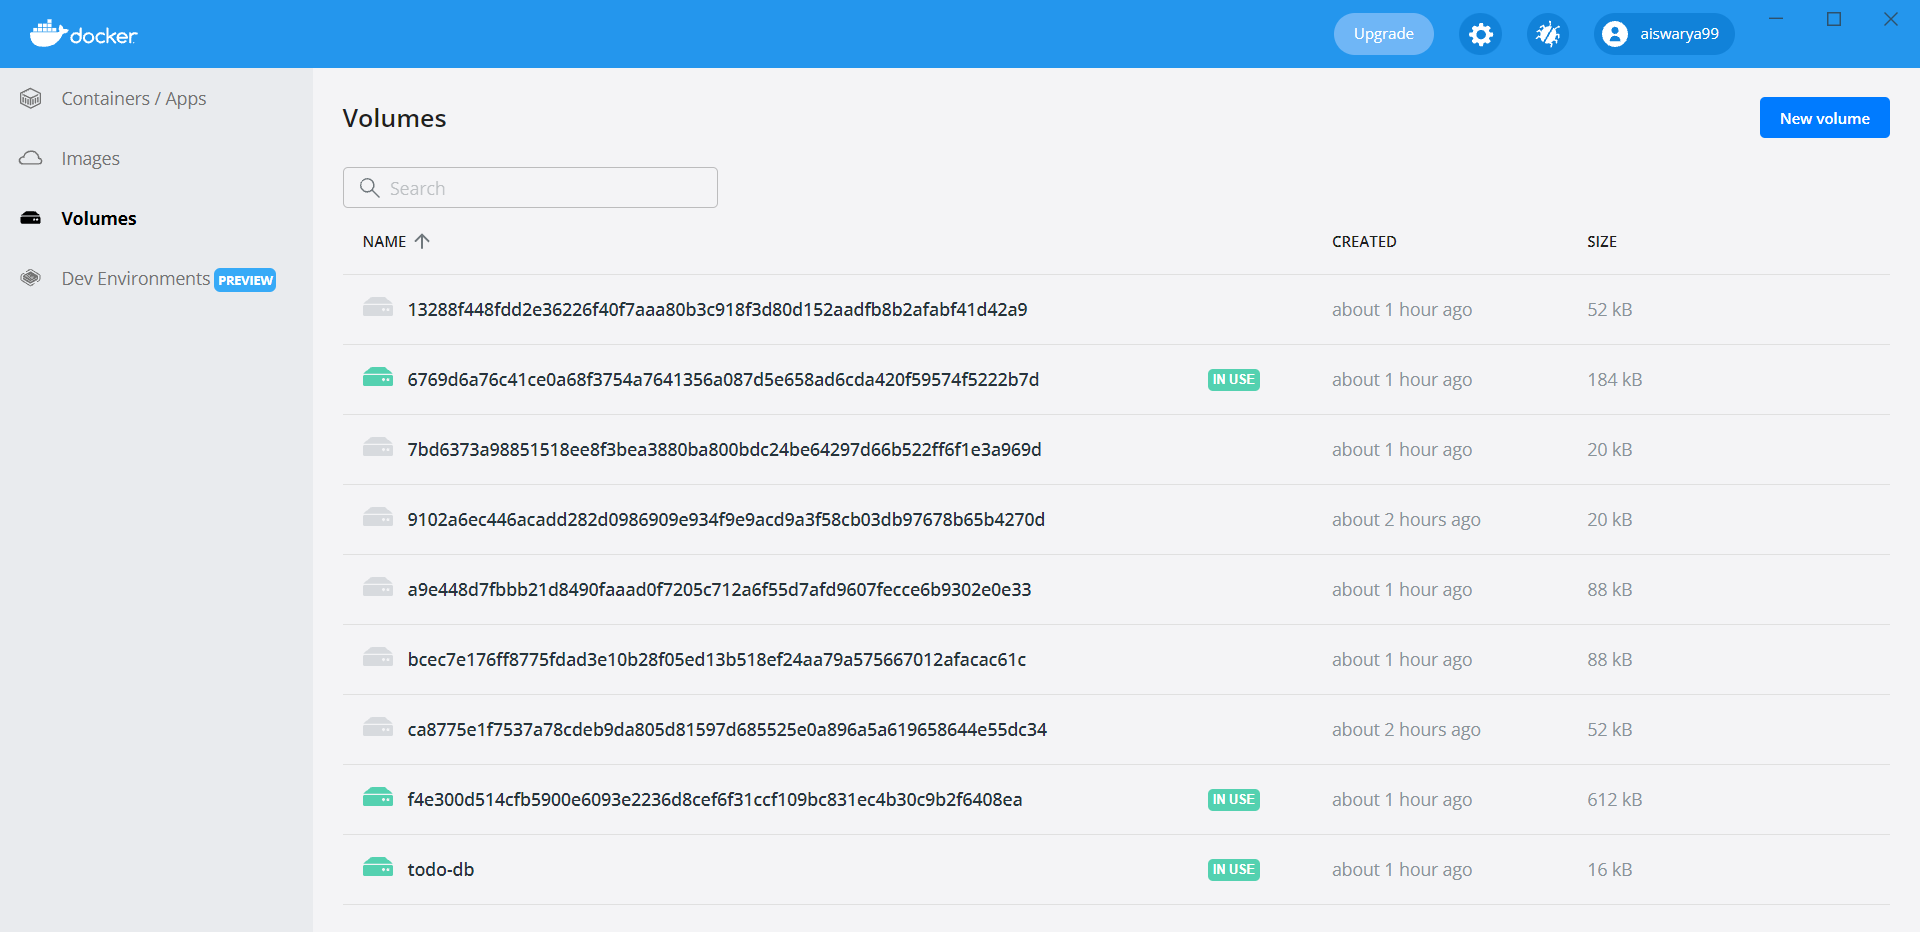 docker
Upgrade
aiswarya99
Containers / Apps
Images
Volumes
Dev Environments PREVIEW
Volumes
New volume
Search
NAME CREATED SIZE
13288f448fdd2e36226f40f7aaa80b3c918f3d80d152aadfb8b2afabf41d42a9 about 1 hour ago 52 kB
6769d6a76c41ce0a68f3754a7641356a087d5e658ad6cda420f59574f5222b7d IN USE about 1 hour ago 184 kB
7bd6373a98851518ee8f3bea3880ba800bdc24be64297d66b522ff6f1e3a969d about 1 hour ago 20 kB
9102a6ec446acadd282d0986909e934f9e9acd9a3f58cb03db97678b65b4270d about 2 hours ago 20 kB
a9e448d7fbbb21d8490faaad0f7205c712a6f55d7afd9607fecce6b9302e0e33 about 1 hour ago 88 kB
bcec7e176ff8775fdad3e10b28f05ed13b518ef24aa79a575667012afacac61c about 1 hour ago 88 kB
ca8775e1f7537a78cdeb9da805d81597d685525e0a896a5a619658644e55dc34 about 2 hours ago 52 kB
f4e300d514cfb5900e6093e2236d8cef6f31ccf109bc831ec4b30c9b2f6408ea IN USE about 1 hour ago 612 kB
todo-db IN USE about 1 hour ago 16 kB